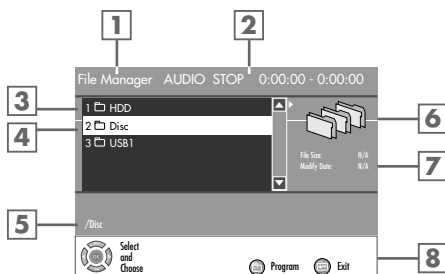 1 2
File Manager AUDIO STOP 0:00:00 - 0:00:00
3 1 HDD
4 2 Disc 6
3 USB1
File Size: N/A
Modify Date: N/A 7
5 /Disc
Select and Choose OK Program Exit 8